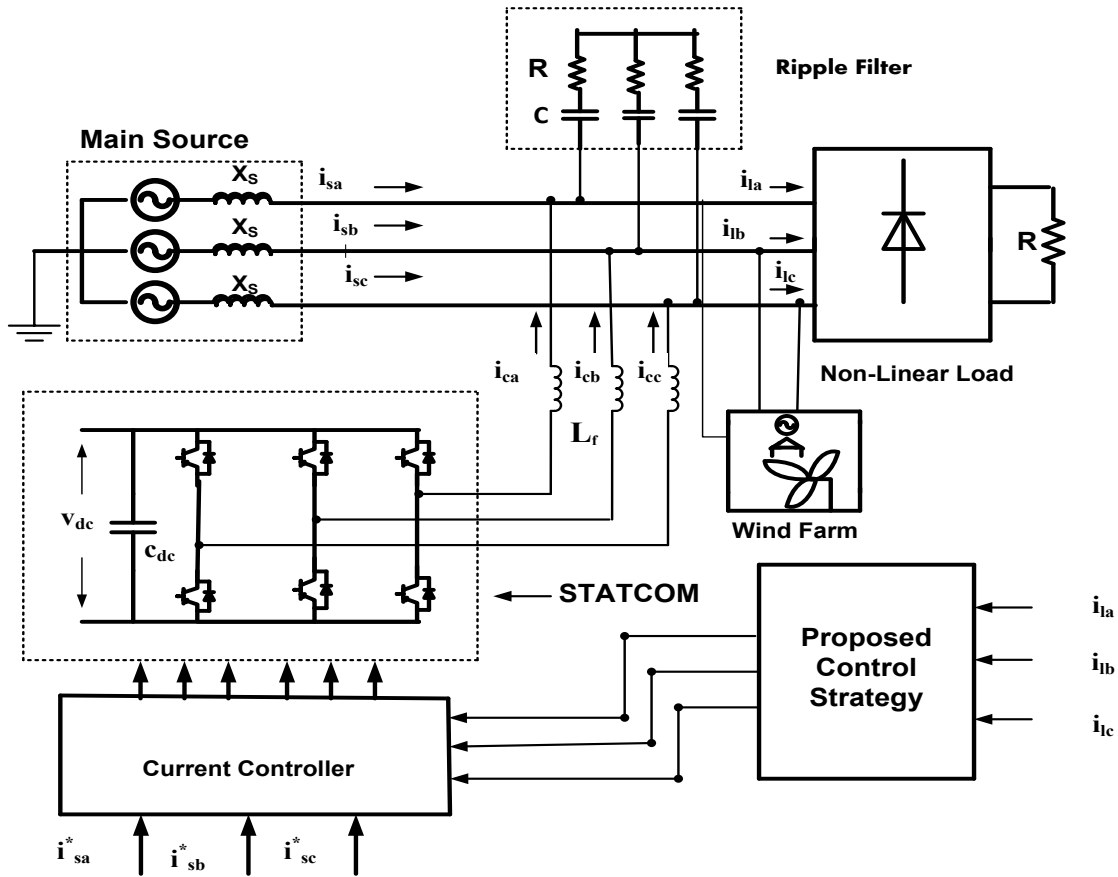 R
C
Ripple Filter
Main Source
Xs
Xs
Xs
isa
isb
isc
ila
ilb
ilc
R
Non-Linear Load
ica
icb
icc
Lf
Wind Farm
vdc
cdc
STATCOM
Proposed
Control
Strategy
ila
ilb
ilc
Current Controller
i*sa
i*sb
i*sc